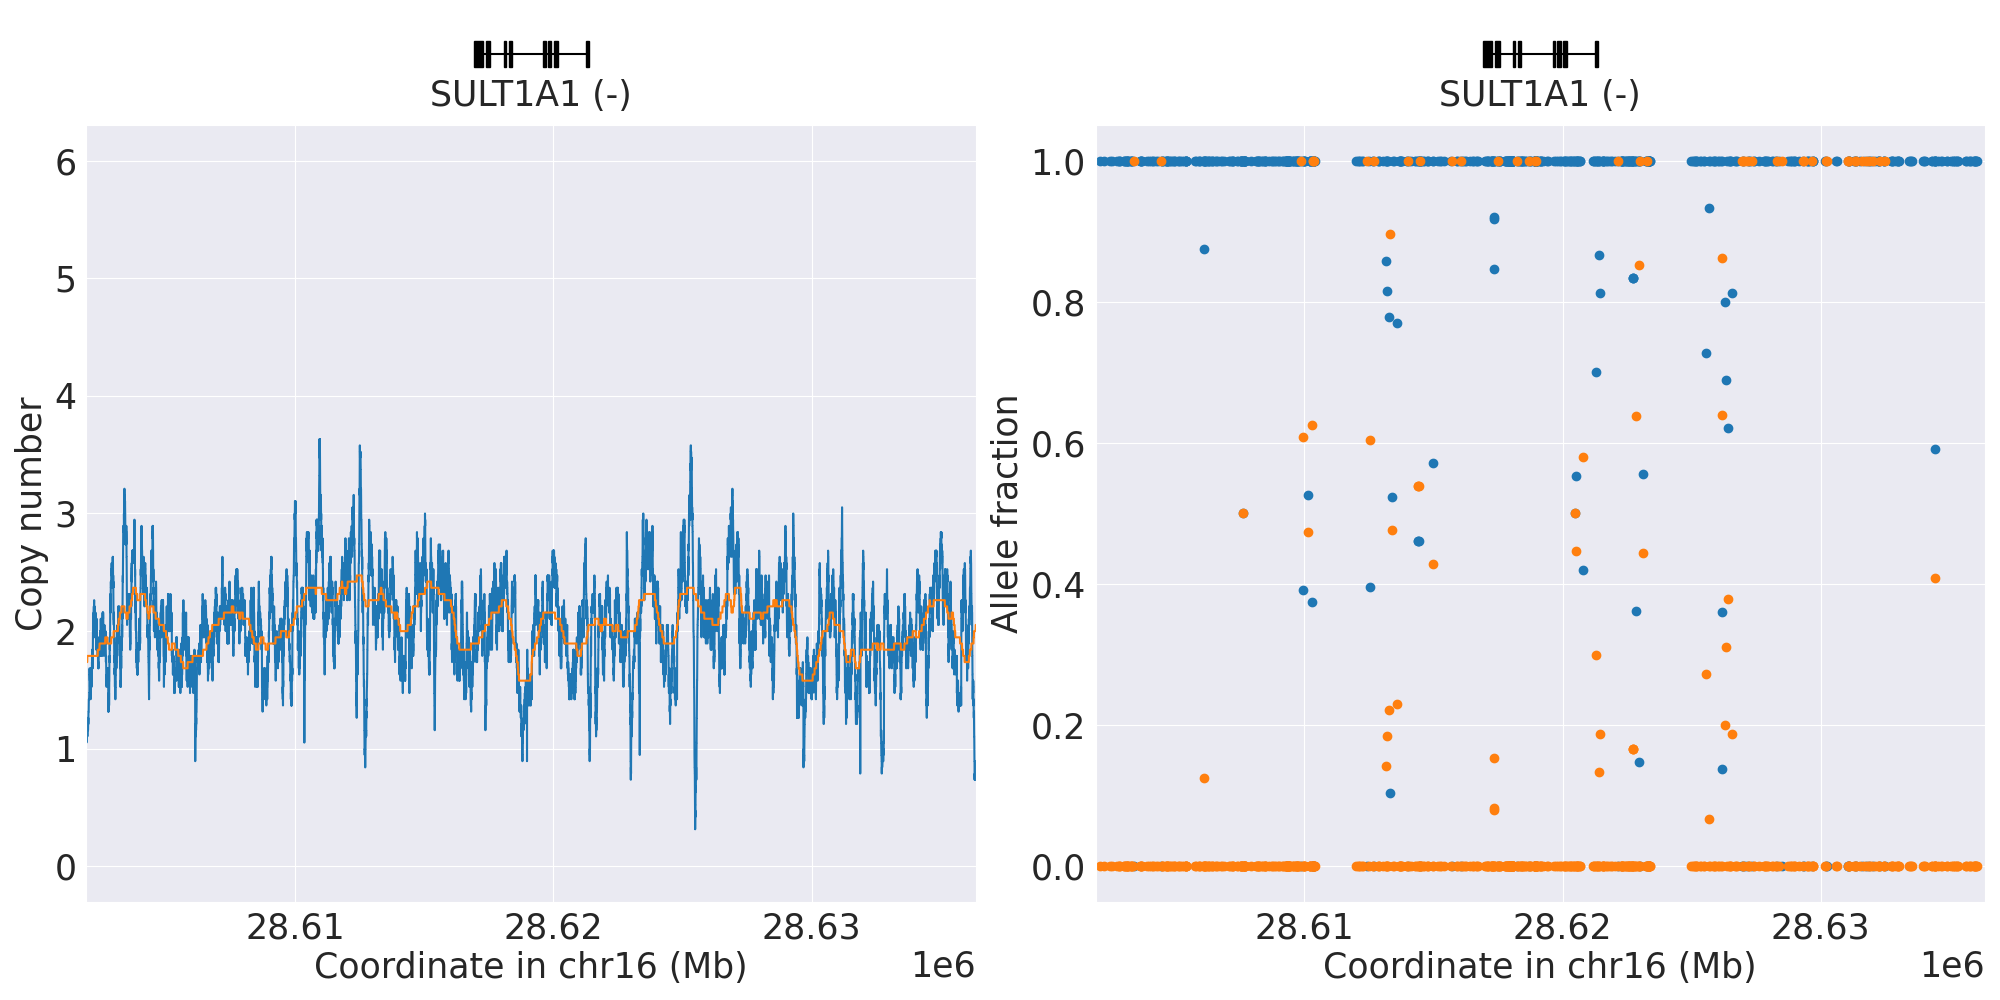 SULT1A1 (-)
6
5
4
3
2
1
0
Copy number
28.61
28.62
28.63
Coordinate in chr16 (Mb)
1e6
SULT1A1 (-)
1.0
0.8
0.6
0.4
0.2
0.0
Allele fraction
28.61
28.62
28.63
Coordinate in chr16 (Mb)
1e6